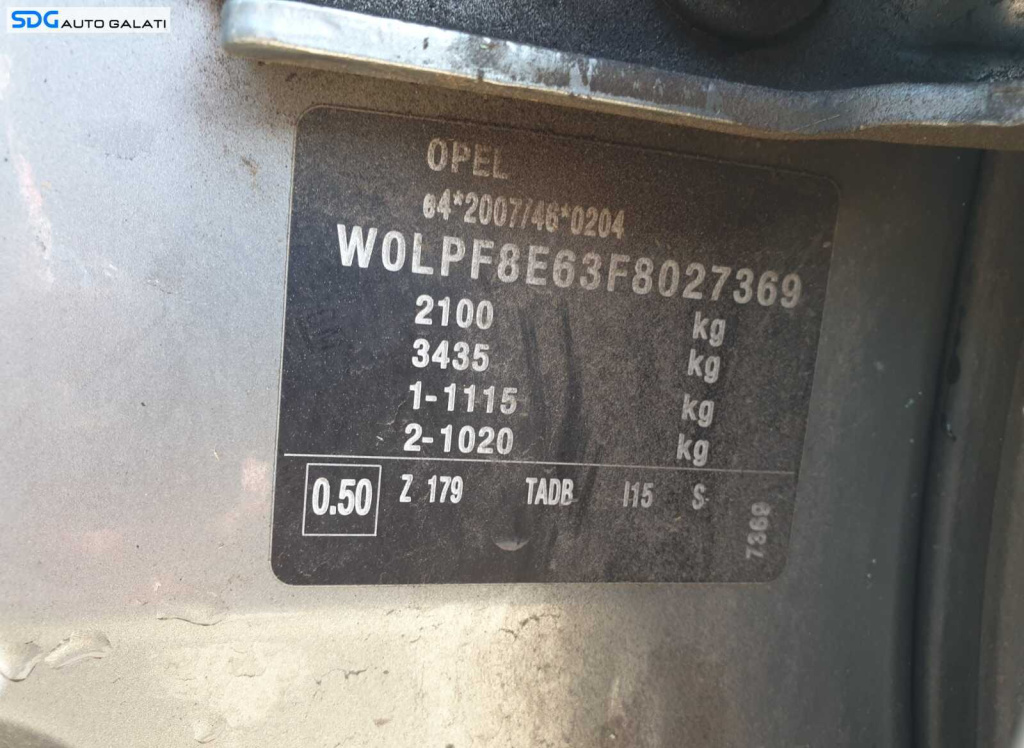 SDG AUTO GALATI
OPEL
e4*2007/46*0204
W0LPF8E63F8027369
2100 kg
3435 kg
1-1115 kg
2-1020 kg
0.50 Z 179 TADB I15 S
7369